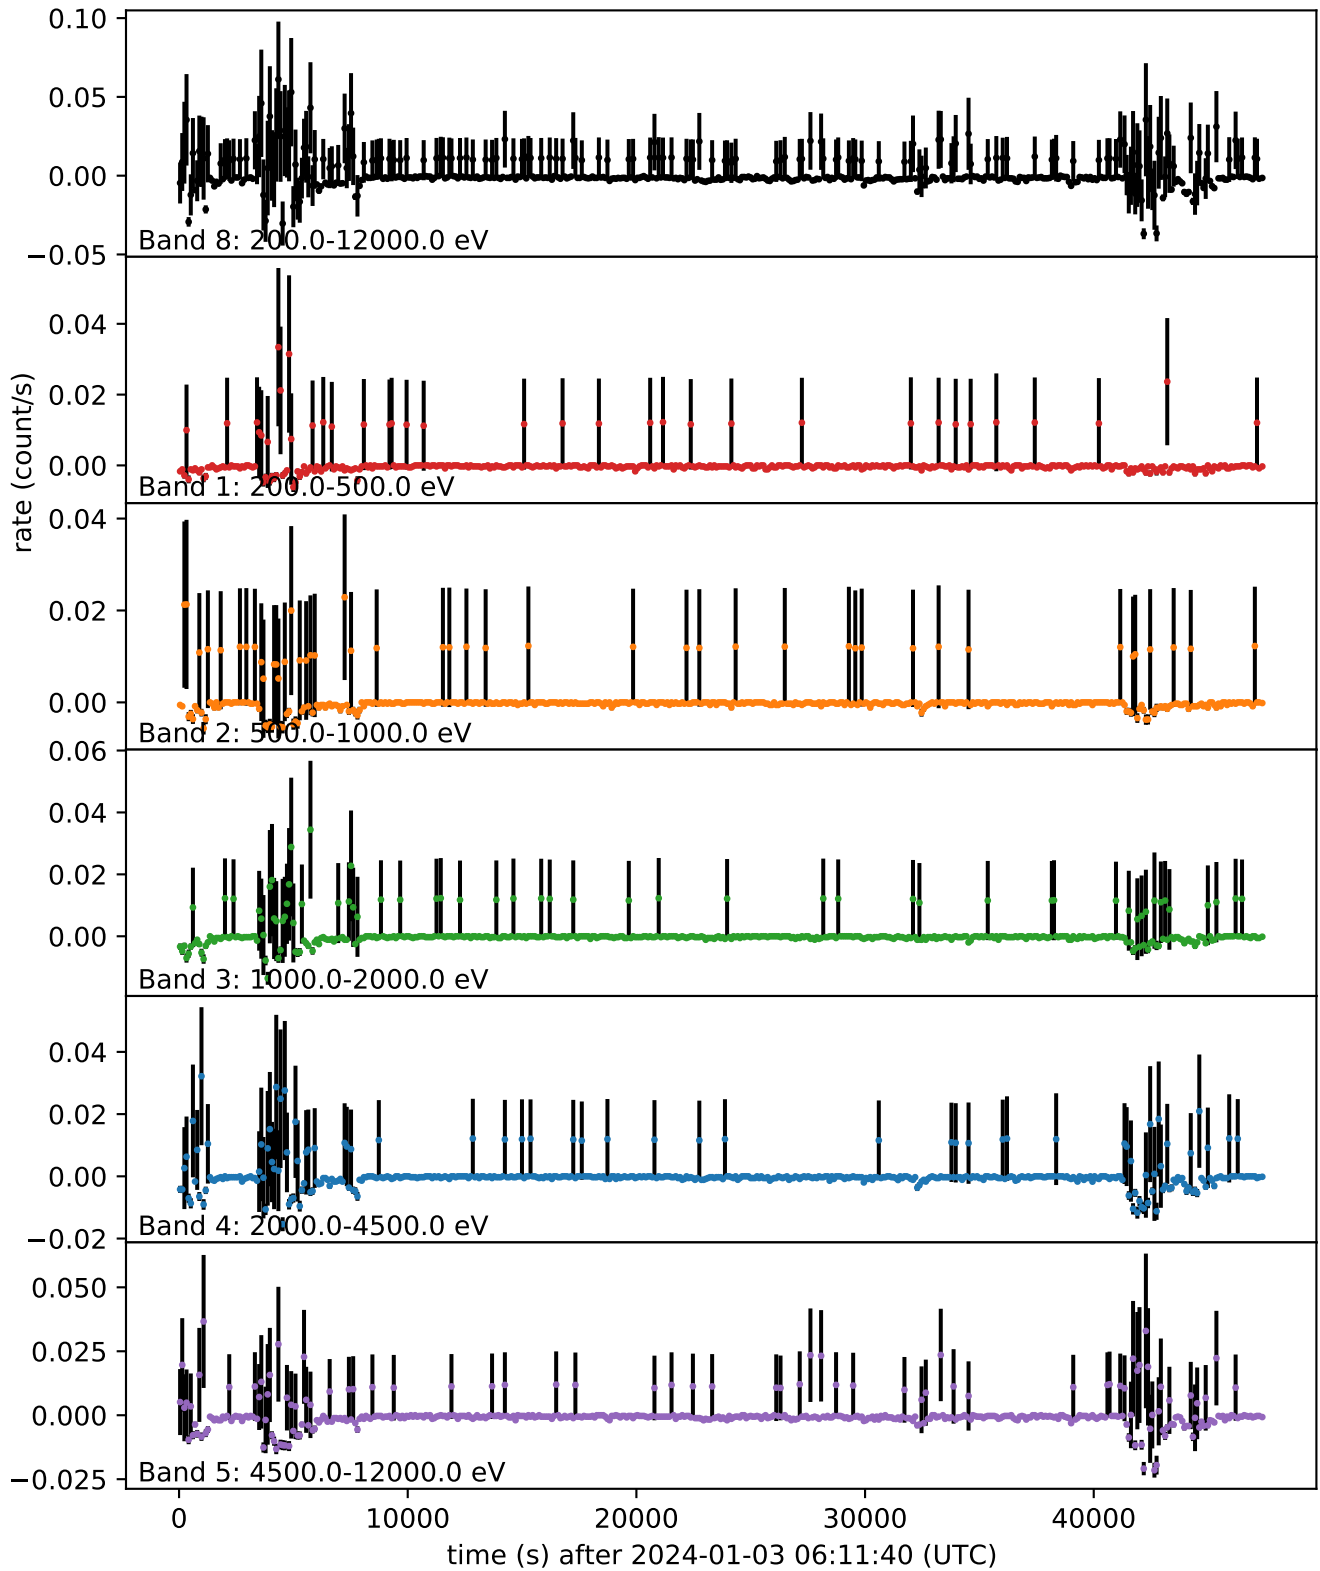 rate (count/s)
0.10
0.05
0.00
−0.05
Band 8: 200.0-12000.0 eV
0.04
0.02
0.00
Band 1: 200.0-500.0 eV
0.04
0.02
0.00
Band 2: 500.0-1000.0 eV
0.06
0.04
0.02
0.00
Band 3: 1000.0-2000.0 eV
0.04
0.02
0.00
−0.02
Band 4: 2000.0-4500.0 eV
0.050
0.025
0.000
−0.025
Band 5: 4500.0-12000.0 eV
0 10000 20000 30000 40000
time (s) after 2024-01-03 06:11:40 (UTC)